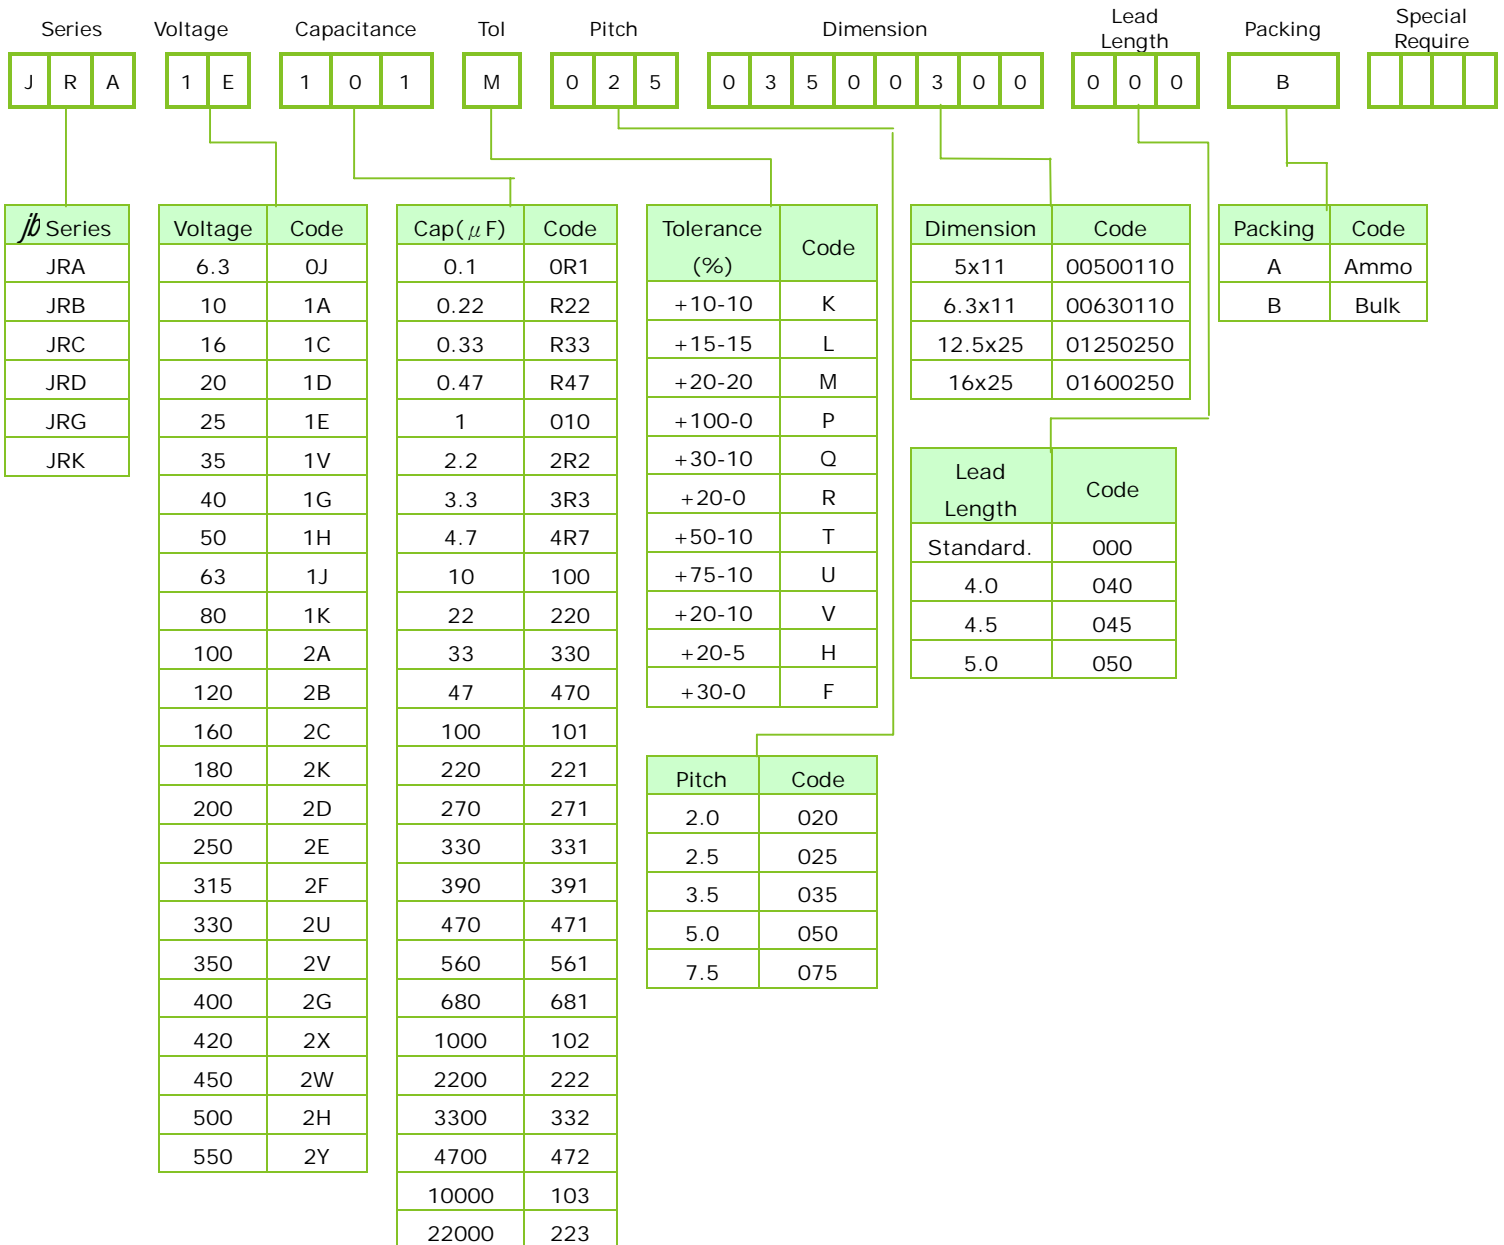 Series Voltage Capacitance Tol Pitch Dimension Lead Length Packing Special Require
J R A 1 E 1 0 1 M 0 2 5 0 3 5 0 0 3 0 0 0 0 0 B
jb Series
JRA
JRB
JRC
JRD
JRG
JRK
Voltage Code
6.3 0J
10 1A
16 1C
20 1D
25 1E
35 1V
40 1G
50 1H
63 1J
80 1K
100 2A
120 2B
160 2C
180 2K
200 2D
250 2E
315 2F
330 2U
350 2V
400 2G
420 2X
450 2W
500 2H
550 2Y
Cap(μF) Code
0.1 0R1
0.22 R22
0.33 R33
0.47 R47
1 010
2.2 2R2
3.3 3R3
4.7 4R7
10 100
22 220
33 330
47 470
100 101
220 221
270 271
330 331
390 391
470 471
560 561
680 681
1000 102
2200 222
3300 332
4700 472
10000 103
22000 223
Tolerance (%) Code
+10-10 K
+15-15 L
+20-20 M
+100-0 P
+30-10 Q
+20-0 R
+50-10 T
+75-10 U
+20-10 V
+20-5 H
+30-0 F
Pitch Code
2.0 020
2.5 025
3.5 035
5.0 050
7.5 075
Dimension Code
5x11 00500110
6.3x11 00630110
12.5x25 01250250
16x25 01600250
Lead Length Code
Standard. 000
4.0 040
4.5 045
5.0 050
Packing Code
A Ammo
B Bulk